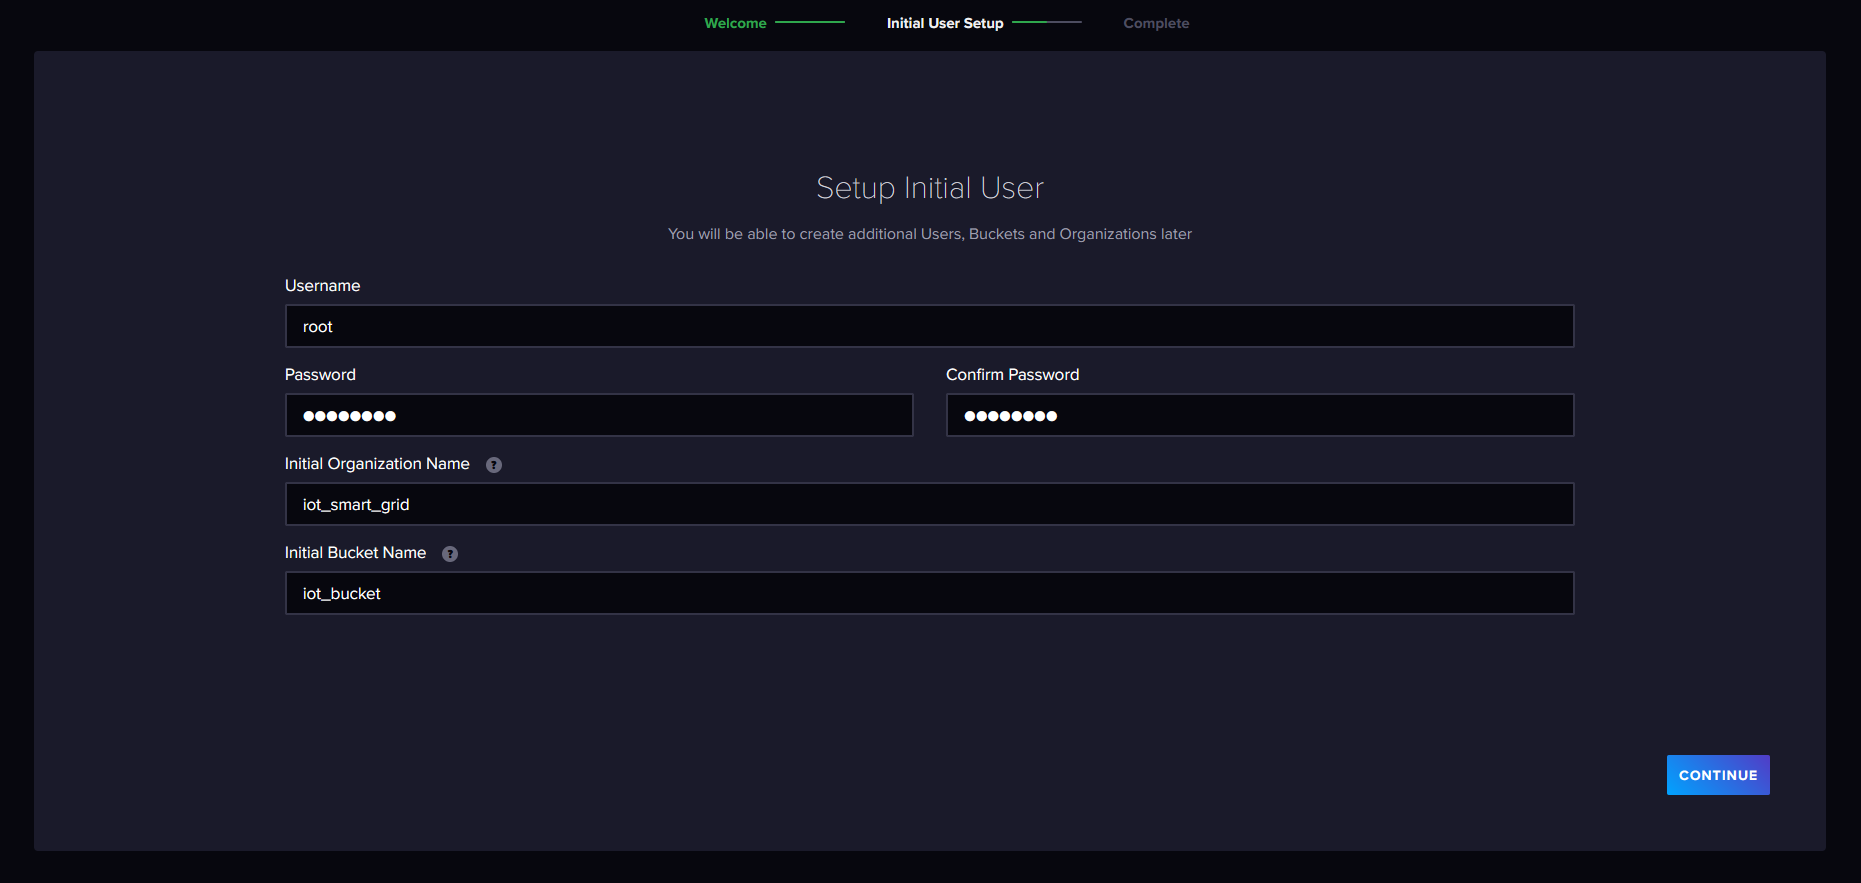 Welcome Initial User Setup Complete
Setup Initial User
You will be able to create additional Users, Buckets and Organizations later
Username
root
Password Confirm Password
●●●●●●●● ●●●●●●●●
Initial Organization Name ?
iot_smart_grid
Initial Bucket Name ?
iot_bucket
CONTINUE